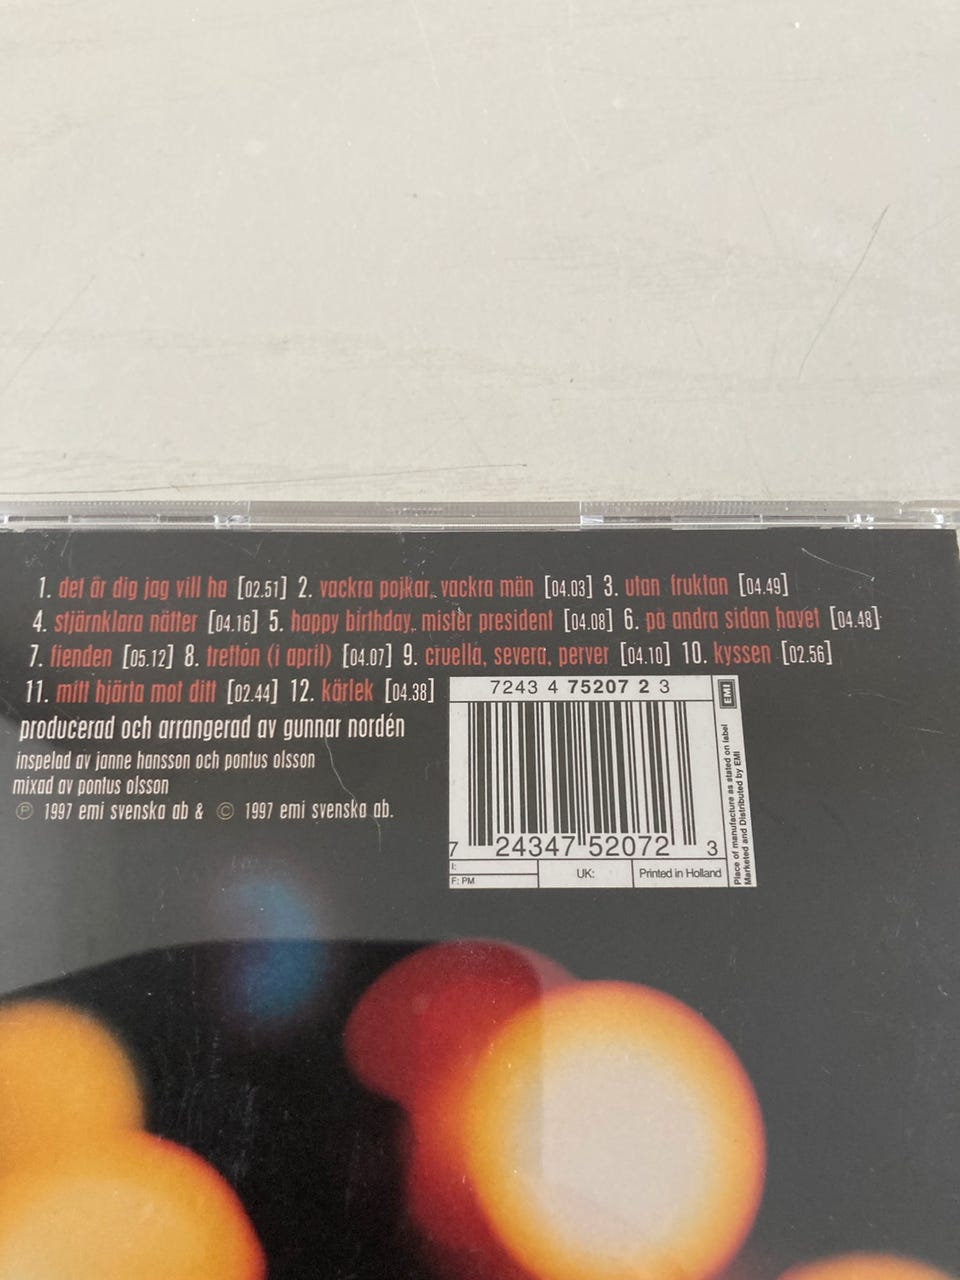 1. det är dig jag vill ha [02.51] 2. vackra pojkar, vackra män [04.03] 3. utan fruktan [04.49]
4. stjärnklara nätter [04.16] 5. happy birthday, mister president [04.08] 6. på andra sidan havet [04.48]
7. fienden [05.12] 8. tretton (i april) [04.07] 9. cruella, severa, perver [04.10] 10. kyssen [02.56]
11. mitt hjärta mot ditt [02.44] 12. kärlek [04.38]
producerad och arrangerad av gunnar nordén
inspelad av janne hansson och pontus olsson
mixad av pontus olsson
℗ 1997 emi svenska ab & © 1997 emi svenska ab.
7243 4 75207 2 3
EMI
Place of manufacture as stated on label
Marketed and Distributed by EMI
7 24347 52072 3
I:
F: PM
UK:
Printed in Holland